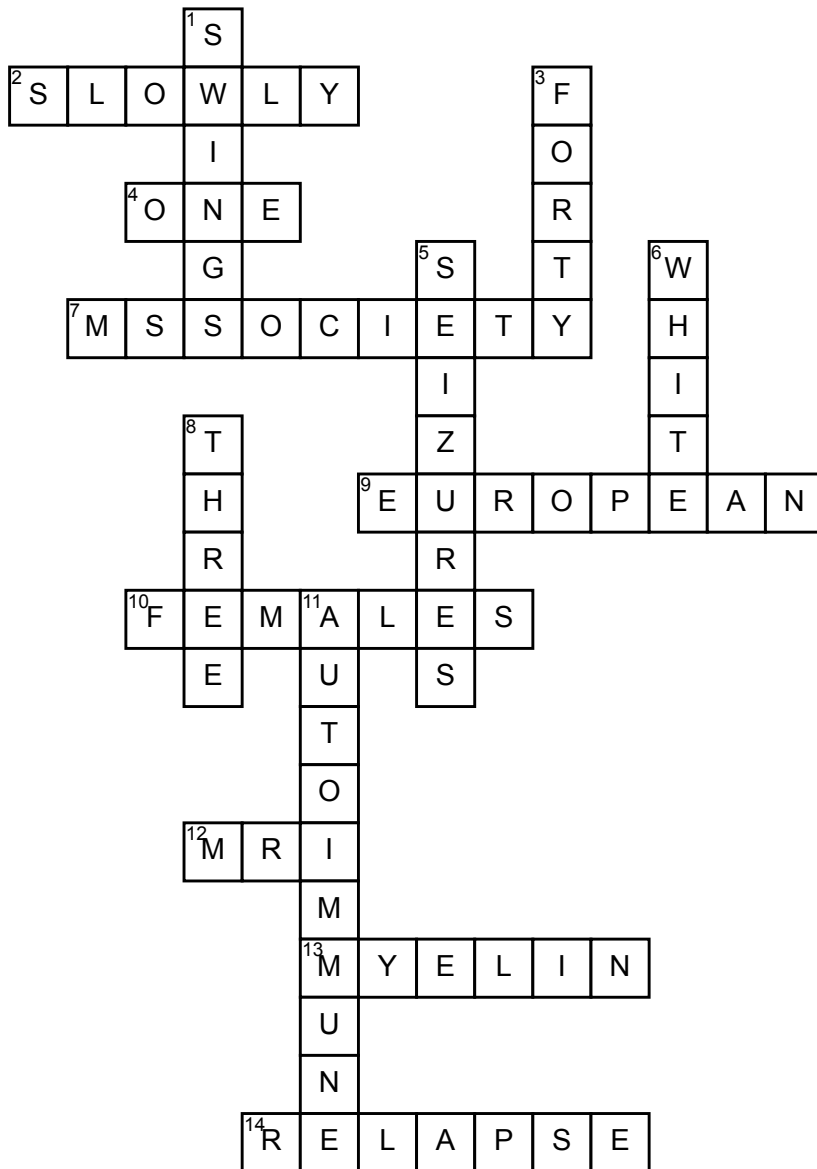 1 S
2 S L O W L Y 3 F
I O
4 O N E R
G 5 S T 6 W
7 M S S O C I E T Y H
I I
8 T Z T
H 9 E U R O P E A N
R R
10 F E M 11 A L E S
E U S
T
O
12 M R I
M
13 M Y E L I N
U
N
14 R E L A P S E